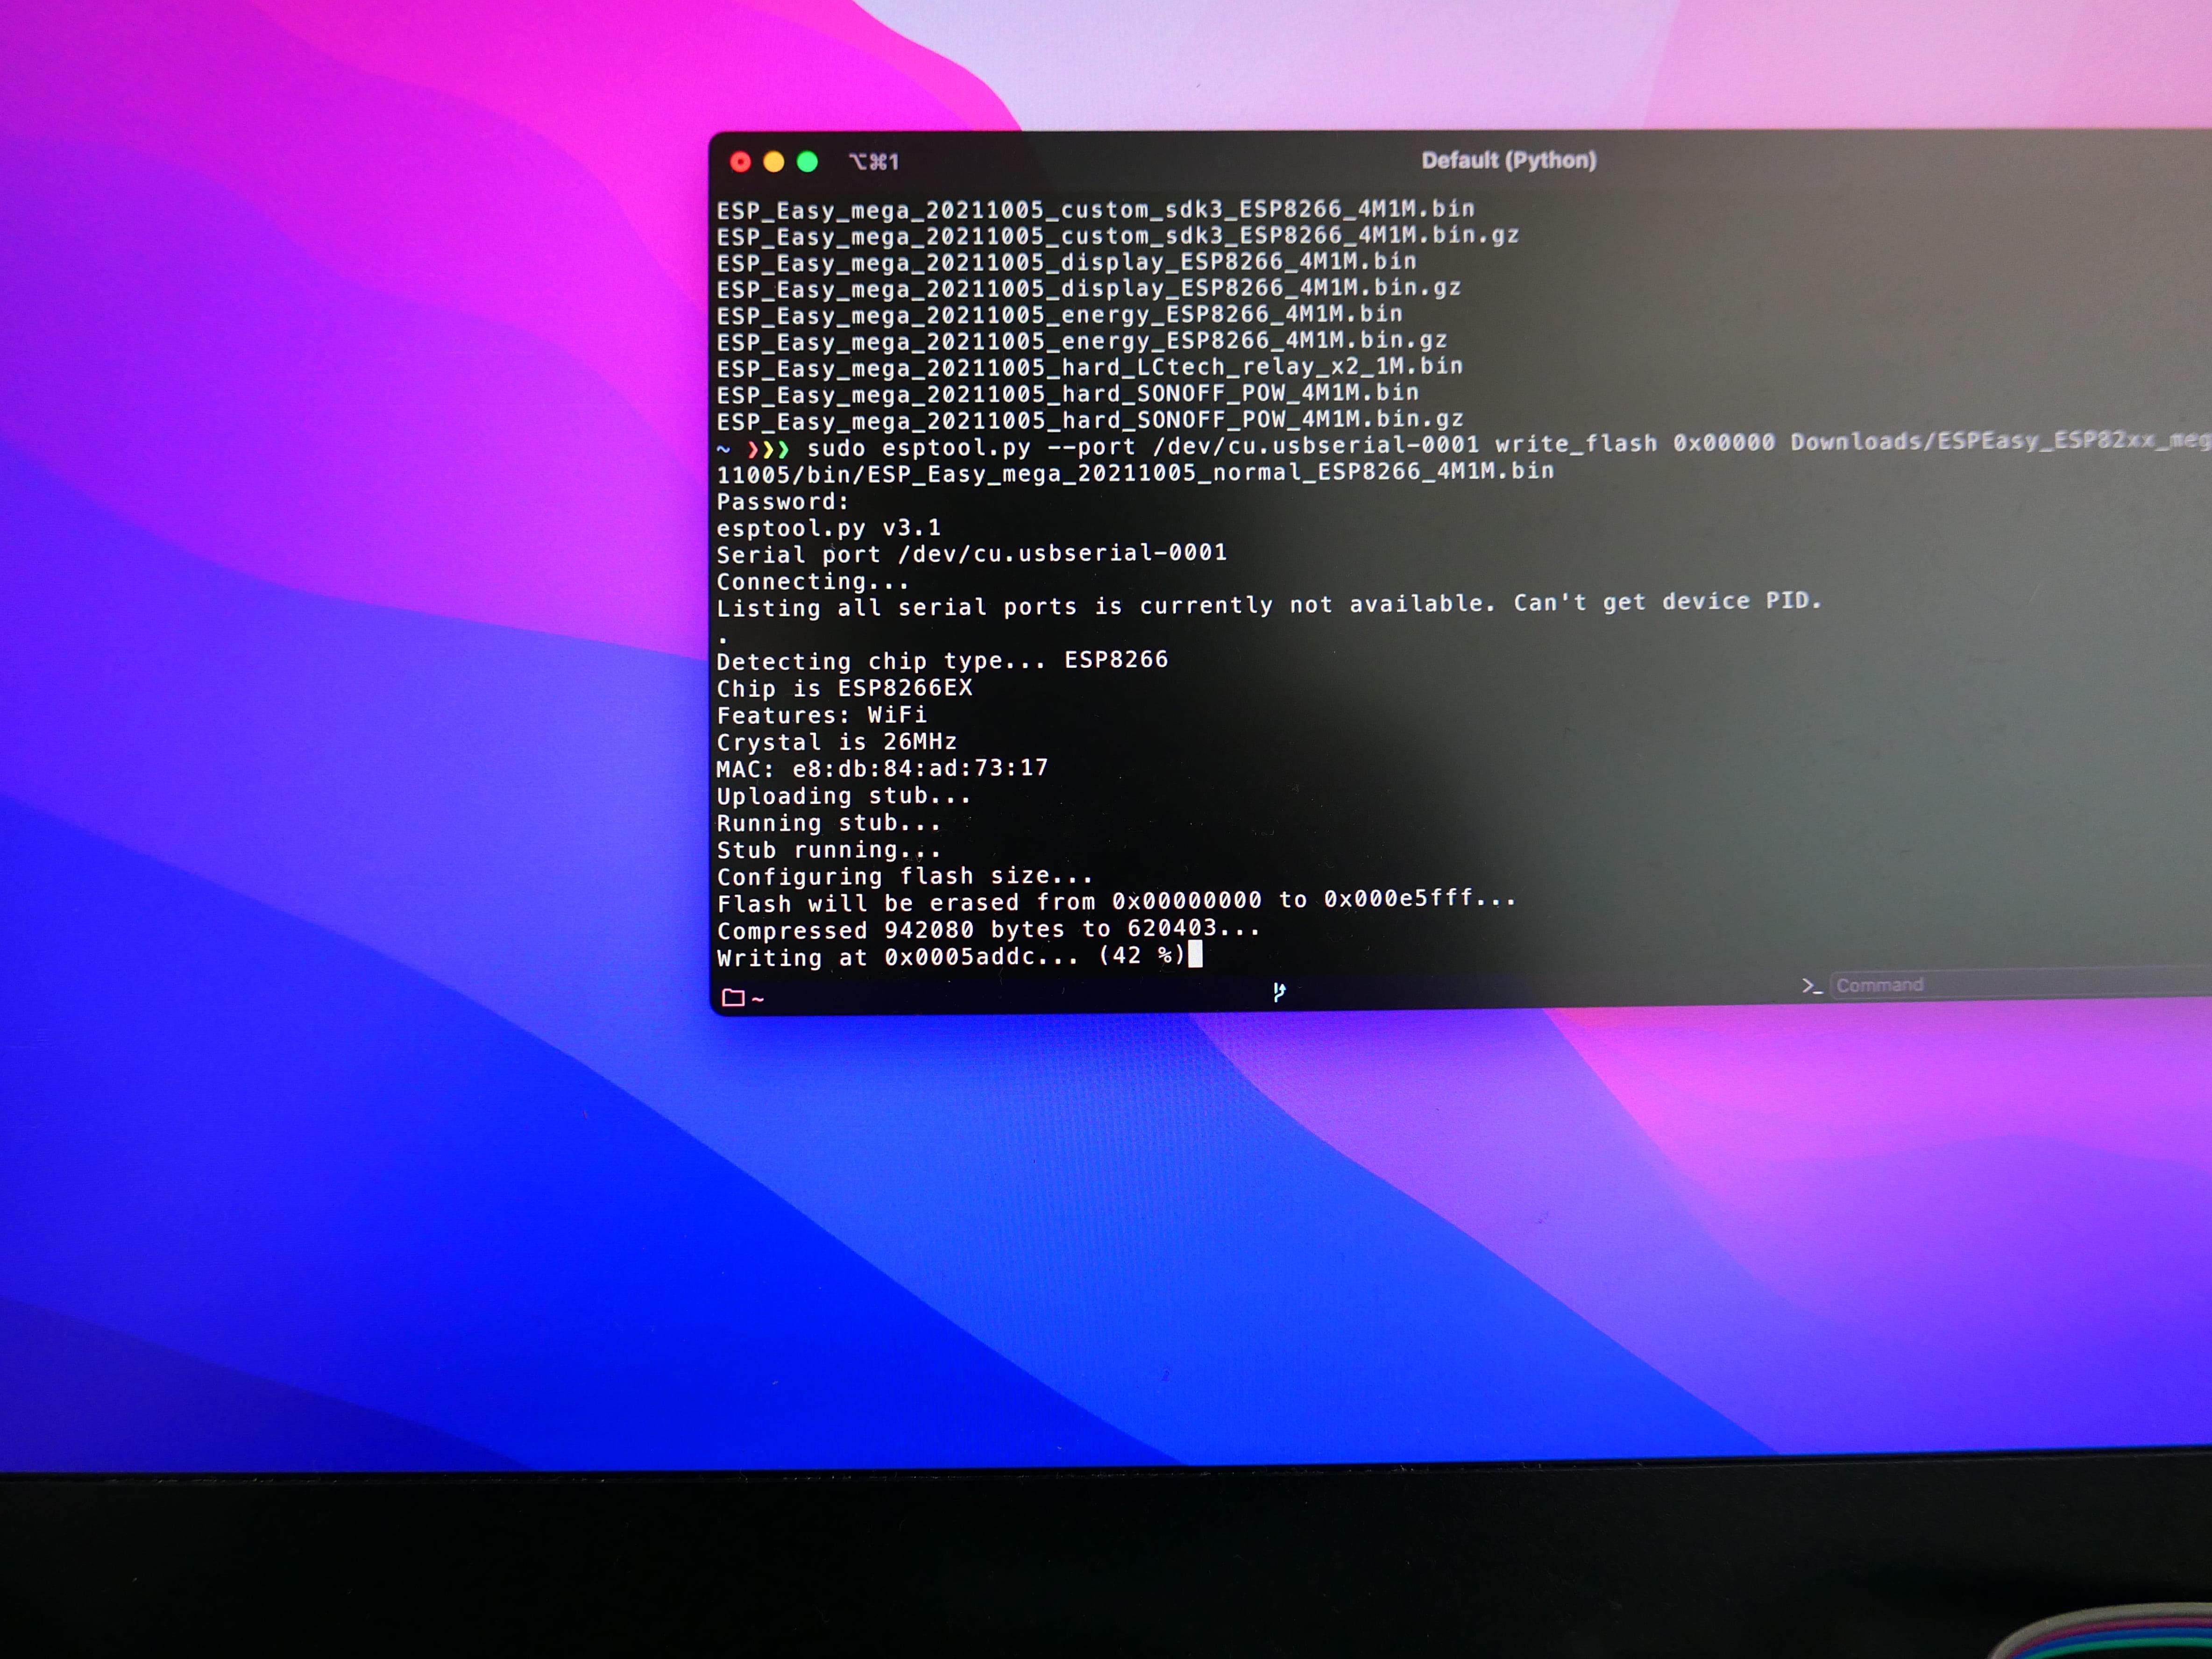 ⌥⌘1
Default (Python)
ESP_Easy_mega_20211005_custom_sdk3_ESP8266_4M1M.bin
ESP_Easy_mega_20211005_custom_sdk3_ESP8266_4M1M.bin.gz
ESP_Easy_mega_20211005_display_ESP8266_4M1M.bin
ESP_Easy_mega_20211005_display_ESP8266_4M1M.bin.gz
ESP_Easy_mega_20211005_energy_ESP8266_4M1M.bin
ESP_Easy_mega_20211005_energy_ESP8266_4M1M.bin.gz
ESP_Easy_mega_20211005_hard_LCtech_relay_x2_1M.bin
ESP_Easy_mega_20211005_hard_SONOFF_POW_4M1M.bin
ESP_Easy_mega_20211005_hard_SONOFF_POW_4M1M.bin.gz
~ ❯❯❯ sudo esptool.py --port /dev/cu.usbserial-0001 write_flash 0x00000 Downloads/ESPEasy_ESP82xx_meg
11005/bin/ESP_Easy_mega_20211005_normal_ESP8266_4M1M.bin
Password:
esptool.py v3.1
Serial port /dev/cu.usbserial-0001
Connecting...
Listing all serial ports is currently not available. Can't get device PID.
.
Detecting chip type... ESP8266
Chip is ESP8266EX
Features: WiFi
Crystal is 26MHz
MAC: e8:db:84:ad:73:17
Uploading stub...
Running stub...
Stub running...
Configuring flash size...
Flash will be erased from 0x00000000 to 0x000e5fff...
Compressed 942080 bytes to 620403...
Writing at 0x0005addc... (42 %)
~
>_ Command